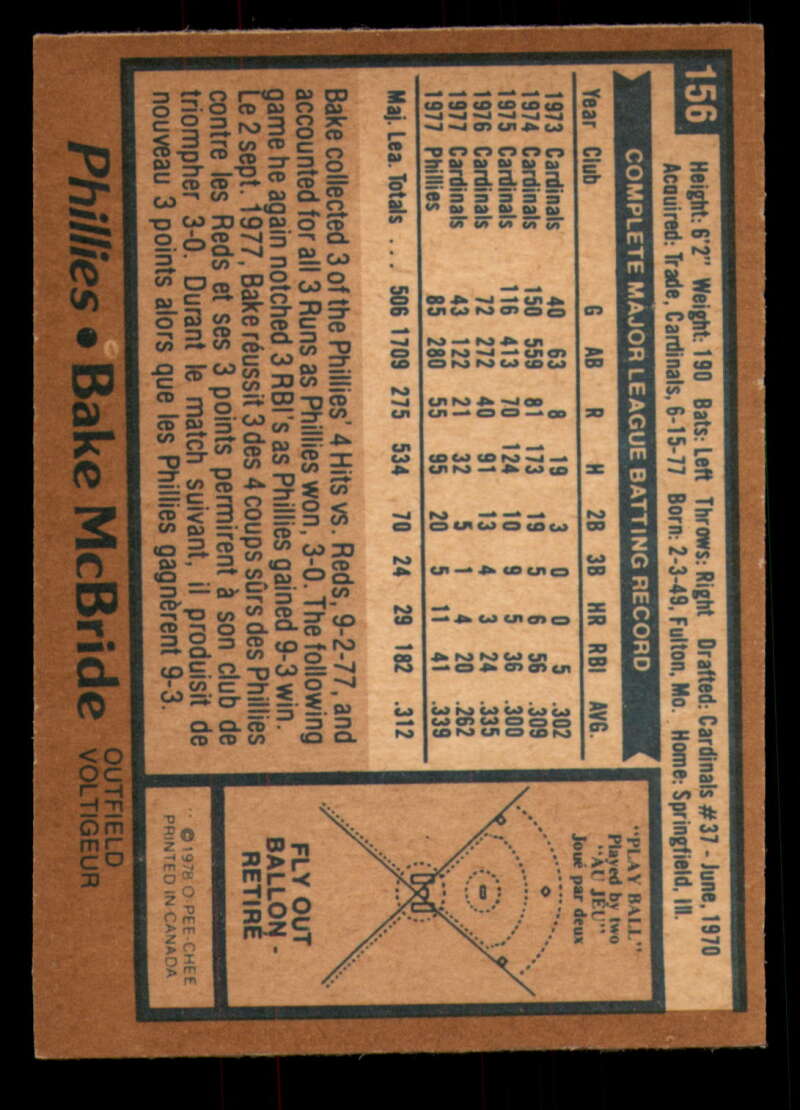 156
Height: 6'2" Weight: 190 Bats: Left Throws: Right Drafted: Cardinals #37 - June, 1970
Acquired: Trade, Cardinals, 6-15-77 Born: 2-3-49, Fulton, Mo. Home: Springfield, Ill.
COMPLETE MAJOR LEAGUE BATTING RECORD
Year Club G AB R H 2B 3B HR RBI AVG.
1973 Cardinals 40 63 8 19 3 0 0 5 .302
1974 Cardinals 150 559 81 173 19 5 6 56 .309
1975 Cardinals 116 413 70 124 10 9 5 36 .300
1976 Cardinals 72 272 40 91 13 4 3 24 .335
1977 Cardinals 43 122 21 32 5 1 4 20 .262
1977 Phillies 85 280 55 95 20 5 11 41 .339
Maj. Lea. Totals ... 506 1709 275 534 70 24 29 182 .312
Bake collected 3 of the Phillies' 4 Hits vs. Reds, 9-2-77, and
accounted for all 3 Runs as Phillies won, 3-0. The following
game he again notched 3 RBI's as Phillies gained 9-3 win.
Le 2 sept. 1977, Bake réussit 3 des 4 coups sûrs des Phillies
contre les Reds et ses 3 points permirent à son club de
triompher 3-0. Durant le match suivant, il produisit de
nouveau 3 points alors que les Phillies gagnèrent 9-3.
"PLAY BALL"
Played by two
"AU JEU"
Joué par deux
FLY OUT
BALLON -
RETIRÉ
© 1978 O-PEE-CHEE
PRINTED IN CANADA
Phillies • Bake McBride
OUTFIELD
VOLTIGEUR